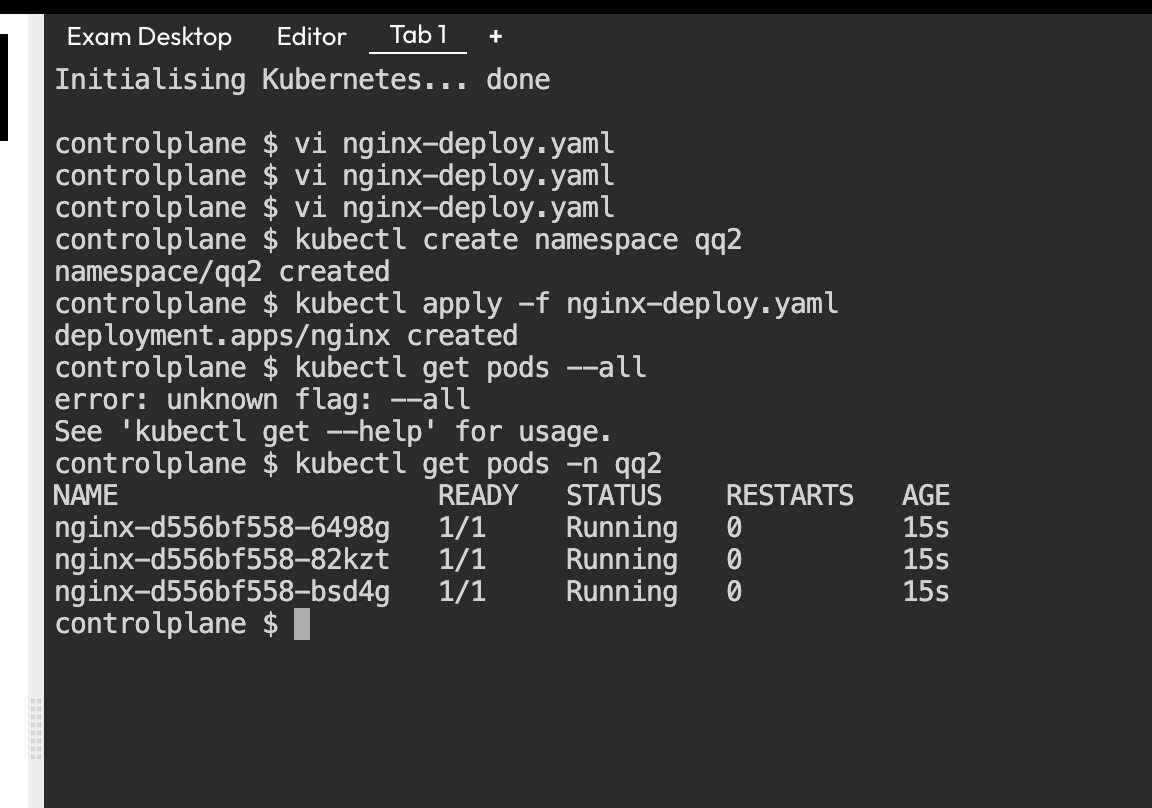 Exam Desktop Editor Tab 1 +
Initialising Kubernetes... done
controlplane $ vi nginx-deploy.yaml
controlplane $ vi nginx-deploy.yaml
controlplane $ vi nginx-deploy.yaml
controlplane $ kubectl create namespace qq2
namespace/qq2 created
controlplane $ kubectl apply -f nginx-deploy.yaml
deployment.apps/nginx created
controlplane $ kubectl get pods --all
error: unknown flag: --all
See 'kubectl get --help' for usage.
controlplane $ kubectl get pods -n qq2
NAME READY STATUS RESTARTS AGE
nginx-d556bf558-6498g 1/1 Running 0 15s
nginx-d556bf558-82kzt 1/1 Running 0 15s
nginx-d556bf558-bsd4g 1/1 Running 0 15s
controlplane $